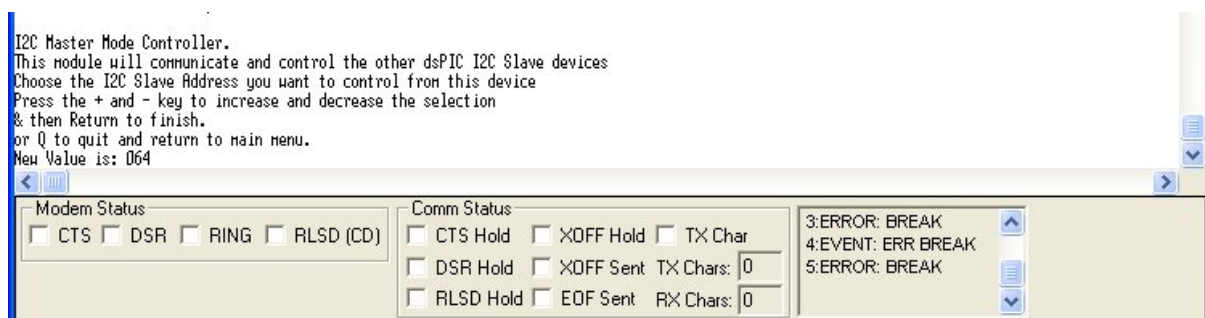 I2C Master Mode Controller.
This module will communicate and control the other dsPIC I2C Slave devices
Choose the I2C Slave Address you want to control from this device
Press the + and - key to increase and decrease the selection
& then Return to finish.
or Q to quit and return to main menu.
New Value is: 064
Modem Status
CTS DSR RING RLSD (CD)
Comm Status
CTS Hold XOFF Hold TX Char
DSR Hold XOFF Sent TX Chars: 0
RLSD Hold EOF Sent RX Chars: 0
3:ERROR: BREAK
4:EVENT: ERR BREAK
5:ERROR: BREAK